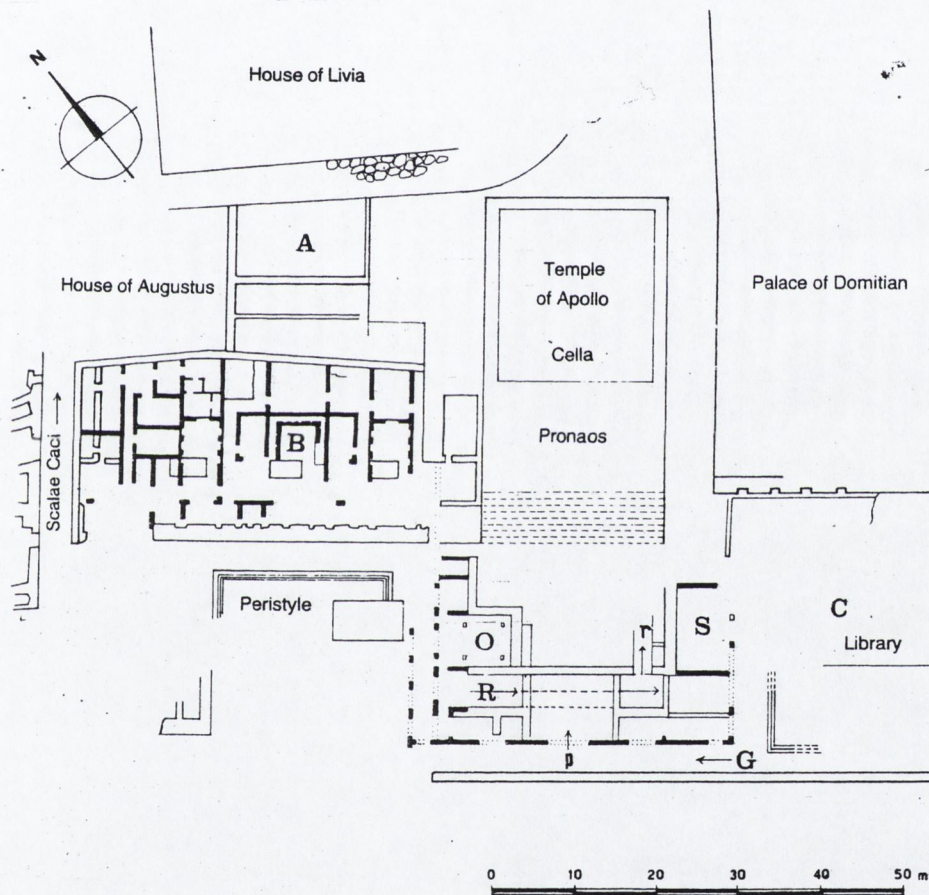 N
House of Livia
A
House of Augustus
Temple
of Apollo
Cella
Palace of Domitian
Scalae Caci
B
Pronaos
Peristyle
O
r
S
C
Library
R
p
G
0 10 20 30 40 50 m